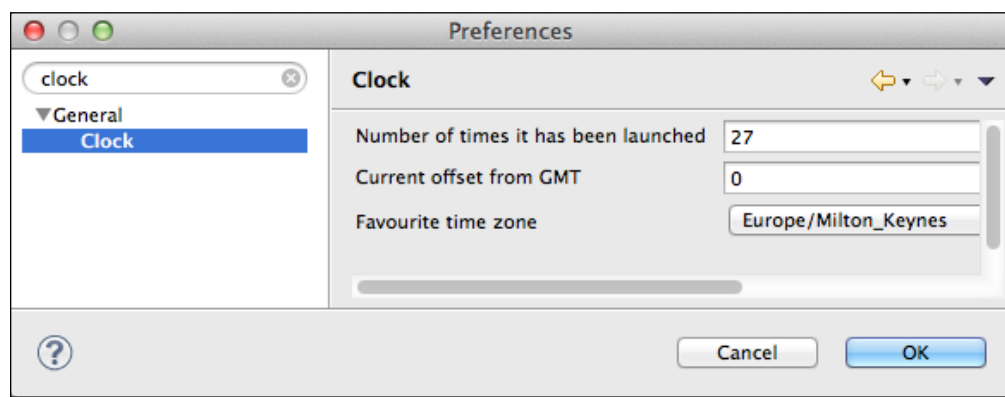 Preferences
clock
General
Clock
Clock
Number of times it has been launched 27
Current offset from GMT 0
Favourite time zone Europe/Milton_Keynes
?
Cancel OK